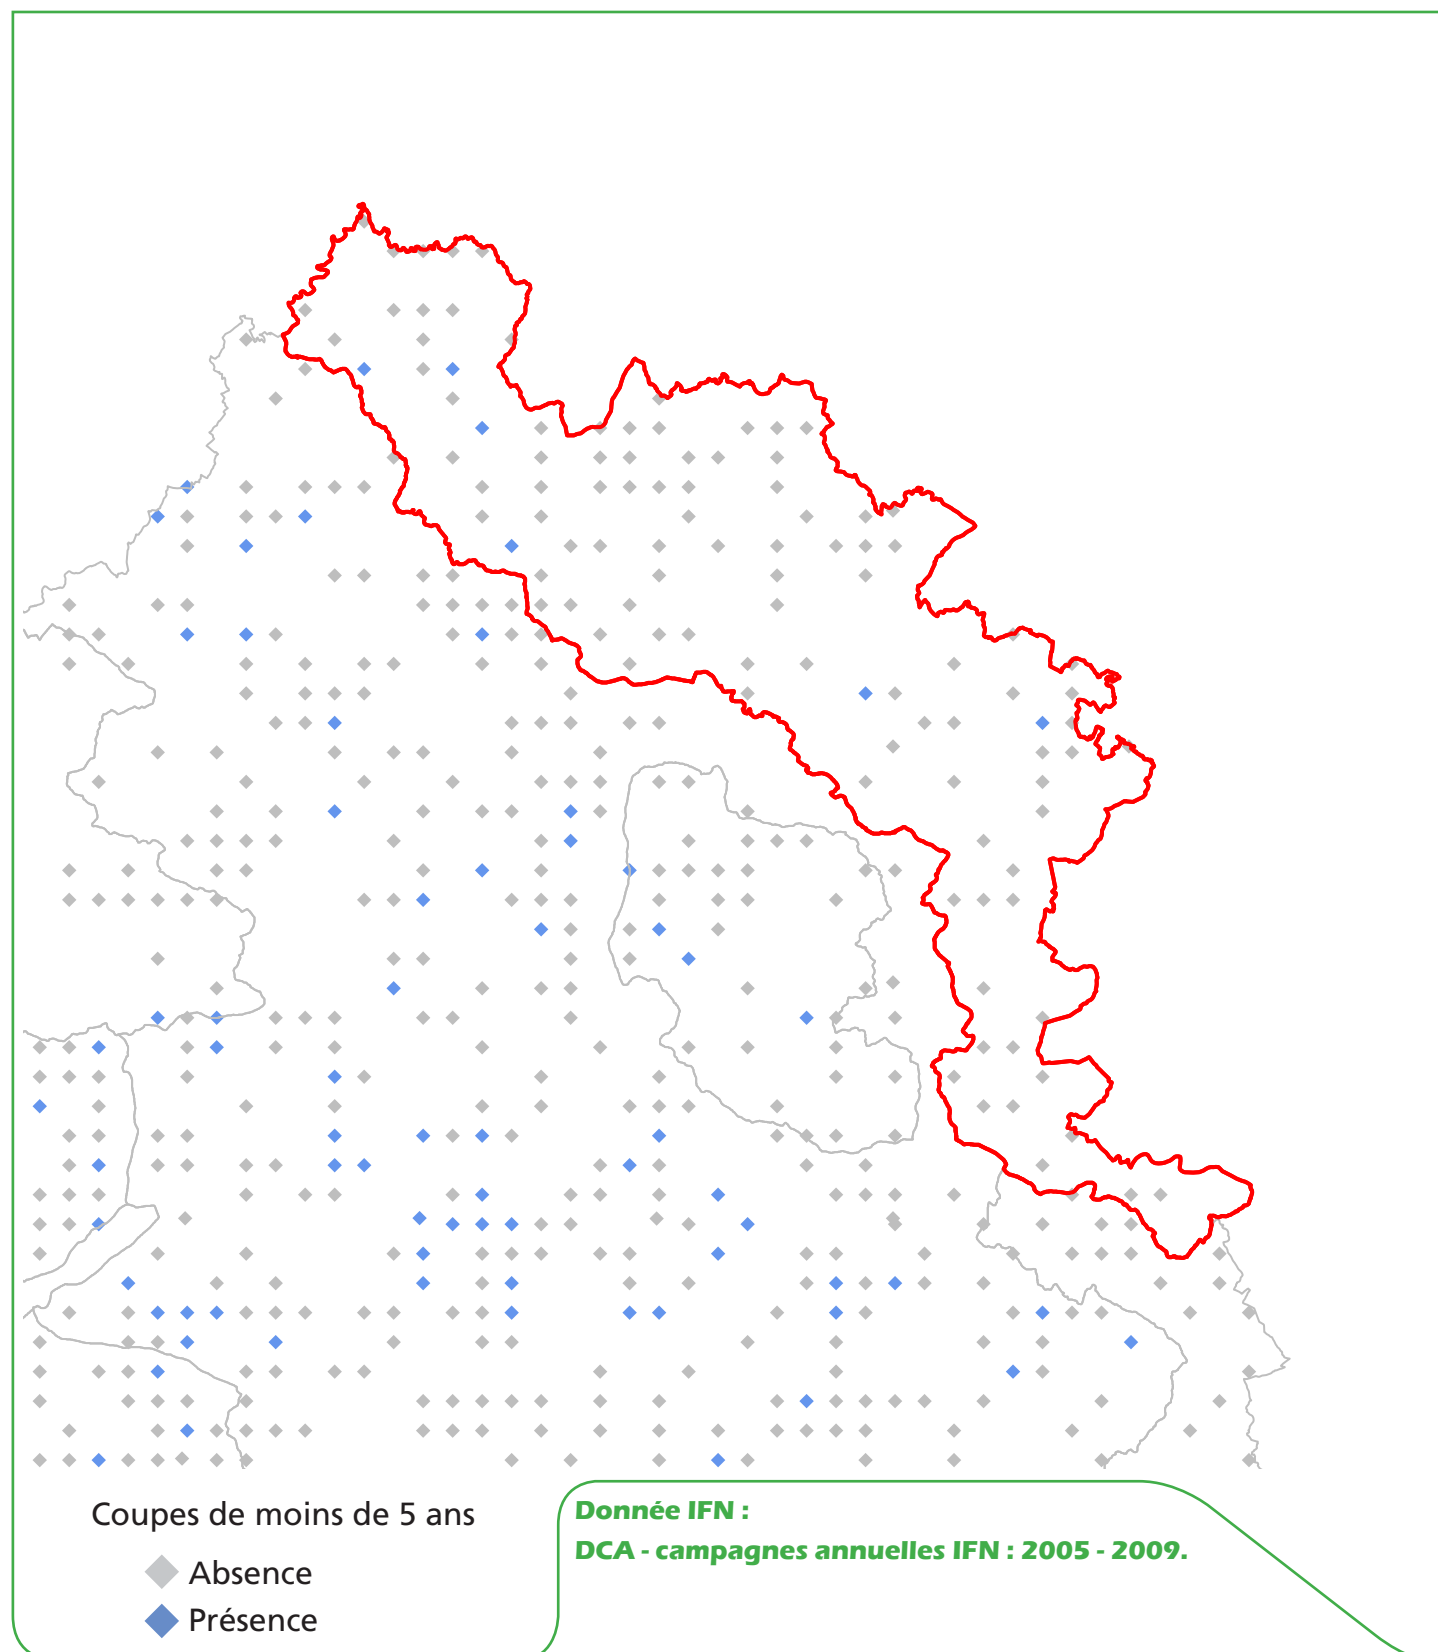 Coupes de moins de 5 ans
Absence
Présence
Donnée IFN :
DCA - campagnes annuelles IFN : 2005 - 2009.